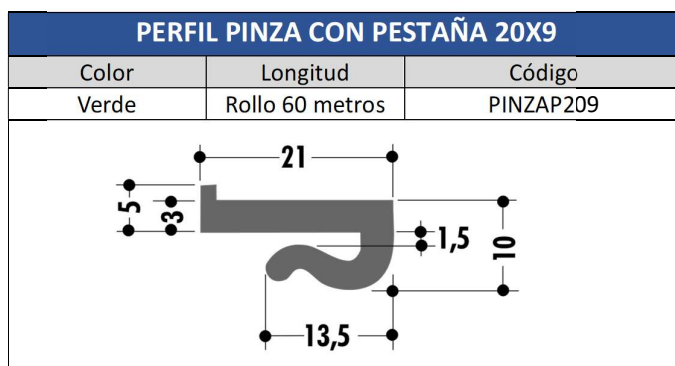 PERFIL PINZA CON PESTAÑA 20X9
Color Longitud Código
Verde Rollo 60 metros PINZAP209
21
5
3
1,5
10
13,5